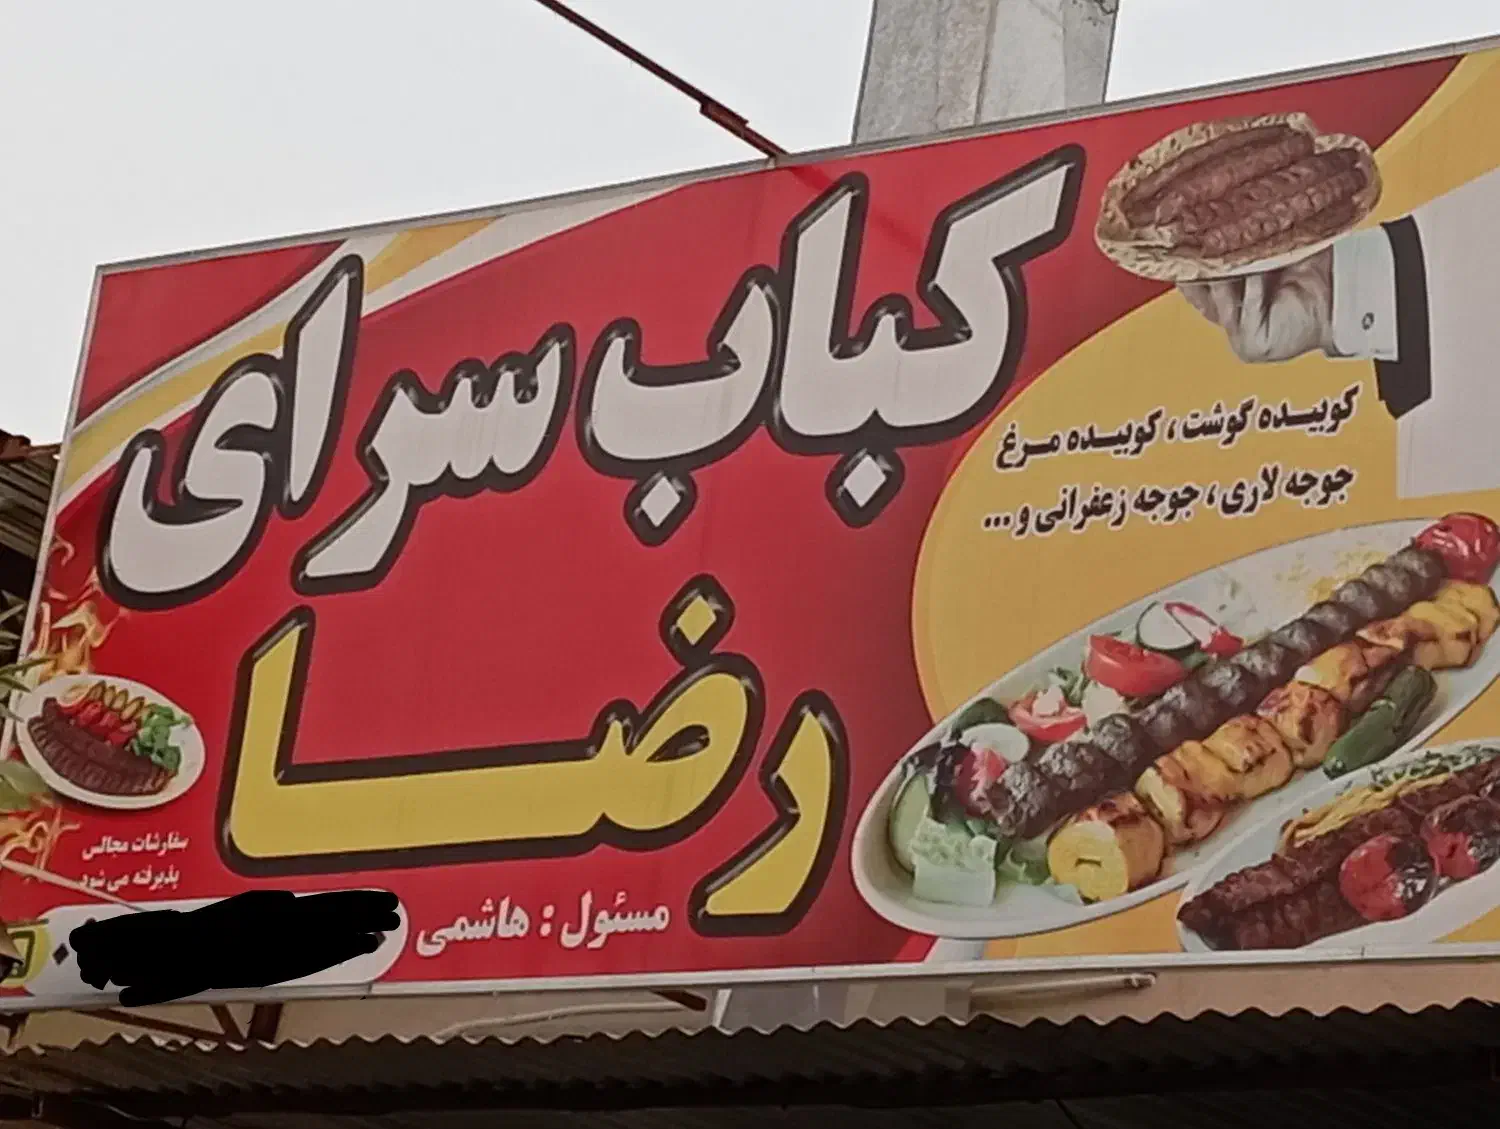 کباب سرای
رضا
کوبیده گوشت، کوبیده مرغ
جوجه لاری، جوجه زعفرانی و ...
سفارشات مجالس
پذیرفته می شود
مسئول : هاشمی